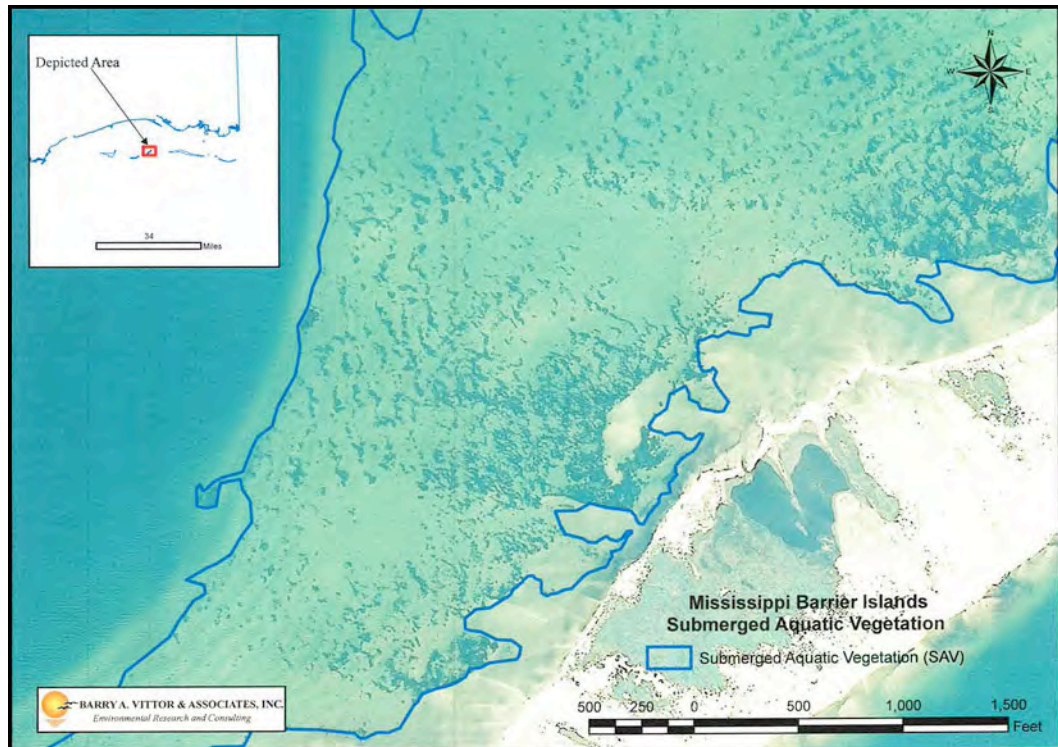 Depicted Area
34
Miles
N
W E
S
Mississippi Barrier Islands
Submerged Aquatic Vegetation
Submerged Aquatic Vegetation (SAV)
BARRY A. VITTOR & ASSOCIATES, INC.
Environmental Research and Consulting
500 250 0 500 1,000 1,500
Feet